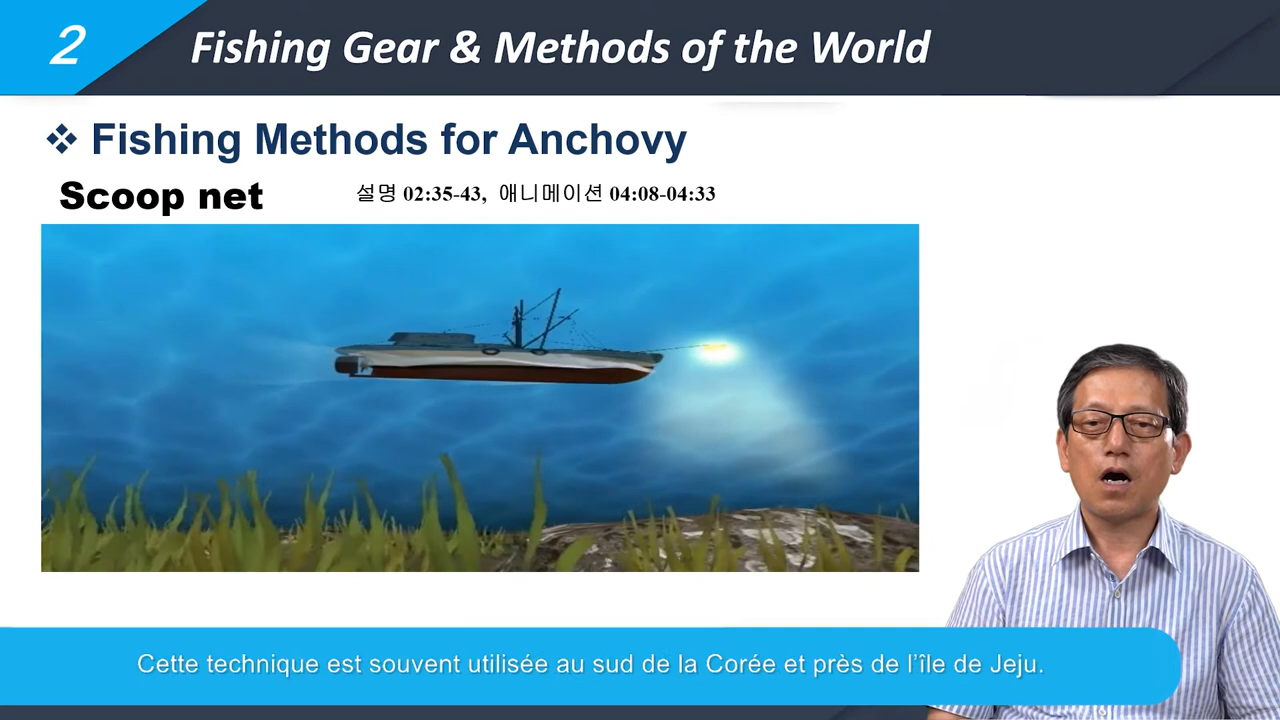 2
Fishing Gear & Methods of the World
❖ Fishing Methods for Anchovy
Scoop net
설명 02:35-43, 애니메이션 04:08-04:33
Cette technique est souvent utilisée au sud de la Corée et près de l’île de Jeju.